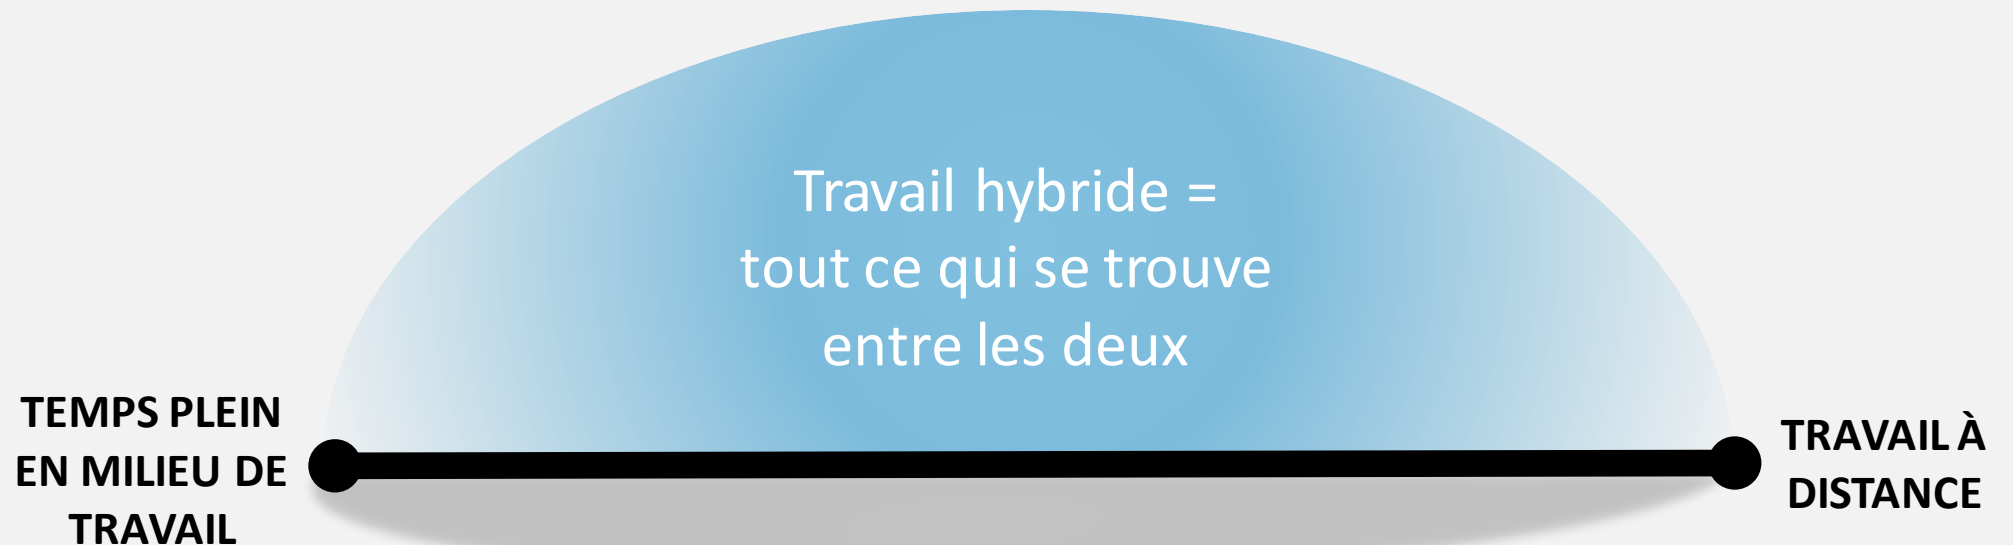 Travail hybride =
tout ce qui se trouve
entre les deux
TEMPS PLEIN
EN MILIEU DE
TRAVAIL
TRAVAIL À
DISTANCE